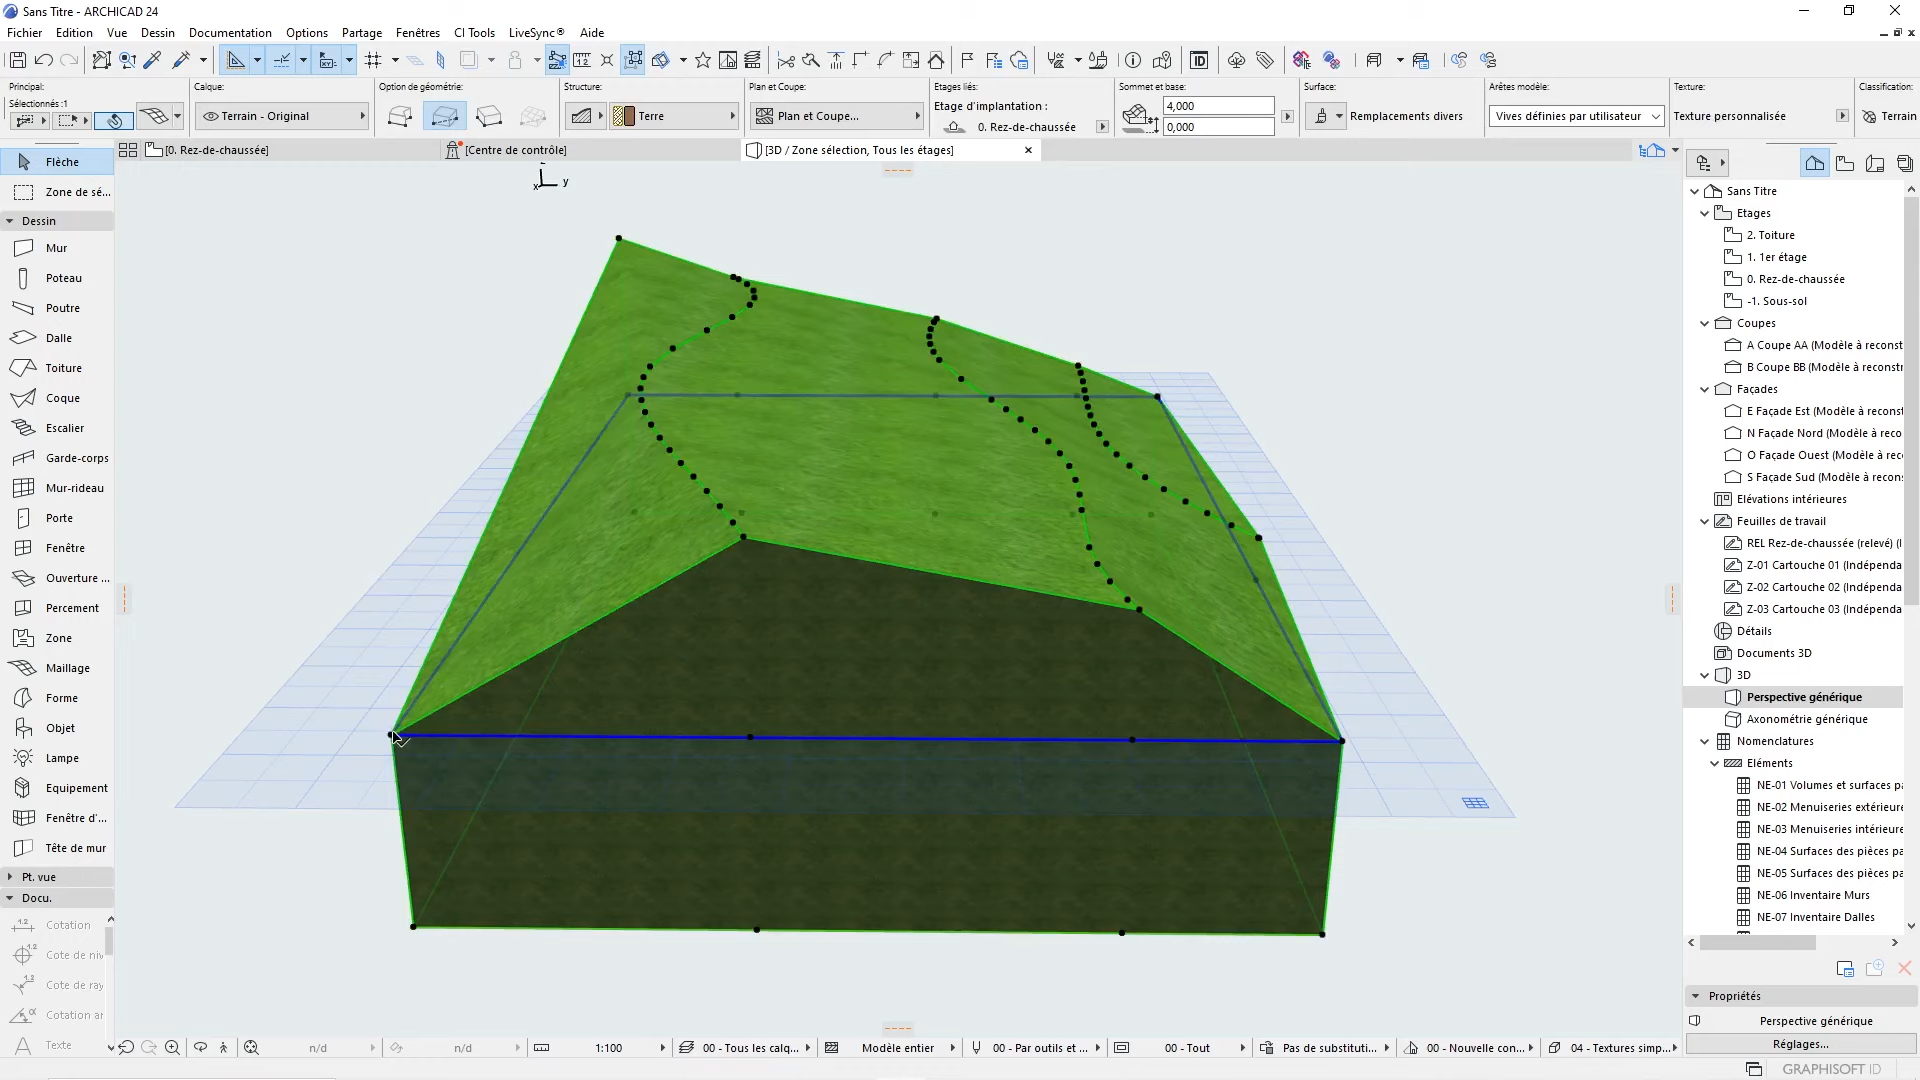 Sans Titre - ARCHICAD 24
Fichier
Edition
Vue
Dessin
Documentation
Options
Partage
Fenêtres
CI Tools
LiveSync®
Aide
Principal:
Sélectionnés :1
Calque:
Terrain - Original
Option de géométrie:
Structure:
Terre
Plan et Coupe:
Plan et Coupe...
Etages liés:
Etage d'implantation :
0. Rez-de-chaussée
Sommet et base:
4,000
0,000
Surface:
Remplacements divers
Arêtes modèle:
Vives définies par utilisateur
Texture:
Texture personnalisée
Classification:
Terrain
[0. Rez-de-chaussée]
[Centre de contrôle]
[3D / Zone sélection, Tous les étages]
Flèche
Zone de sé...
Dessin
Mur
Poteau
Poutre
Dalle
Toiture
Coque
Escalier
Garde-corps
Mur-rideau
Porte
Fenêtre
Ouverture ...
Percement
Zone
Maillage
Forme
Objet
Lampe
Equipement
Fenêtre d'...
Tête de mur
Pt. vue
Docu.
Cotation
Cote de niv
Cote de ray
Cotation ar
Texte
x
y
Sans Titre
Etages
2. Toiture
1. 1er étage
0. Rez-de-chaussée
-1. Sous-sol
Coupes
A Coupe AA (Modèle à reconst
B Coupe BB (Modèle à reconstr
Façades
E Façade Est (Modèle à reconst
N Façade Nord (Modèle à reco
O Façade Ouest (Modèle à rec
S Façade Sud (Modèle à recons
Elévations intérieures
Feuilles de travail
REL Rez-de-chaussée (relevé) (I
Z-01 Cartouche 01 (Indépenda
Z-02 Cartouche 02 (Indépenda
Z-03 Cartouche 03 (Indépenda
Détails
Documents 3D
3D
Perspective générique
Axonométrie générique
Nomenclatures
Eléments
NE-01 Volumes et surfaces pa
NE-02 Menuiseries extérieure
NE-03 Menuiseries intérieure
NE-04 Surfaces des pièces pa
NE-05 Surfaces des pièces pa
NE-06 Inventaire Murs
NE-07 Inventaire Dalles
Propriétés
Perspective générique
Réglages...
n/d
n/d
1:100
00 - Tous les calq...
Modèle entier
00 - Par outils et ...
00 - Tout
Pas de substituti...
00 - Nouvelle con...
04 - Textures simp...
GRAPHISOFT ID